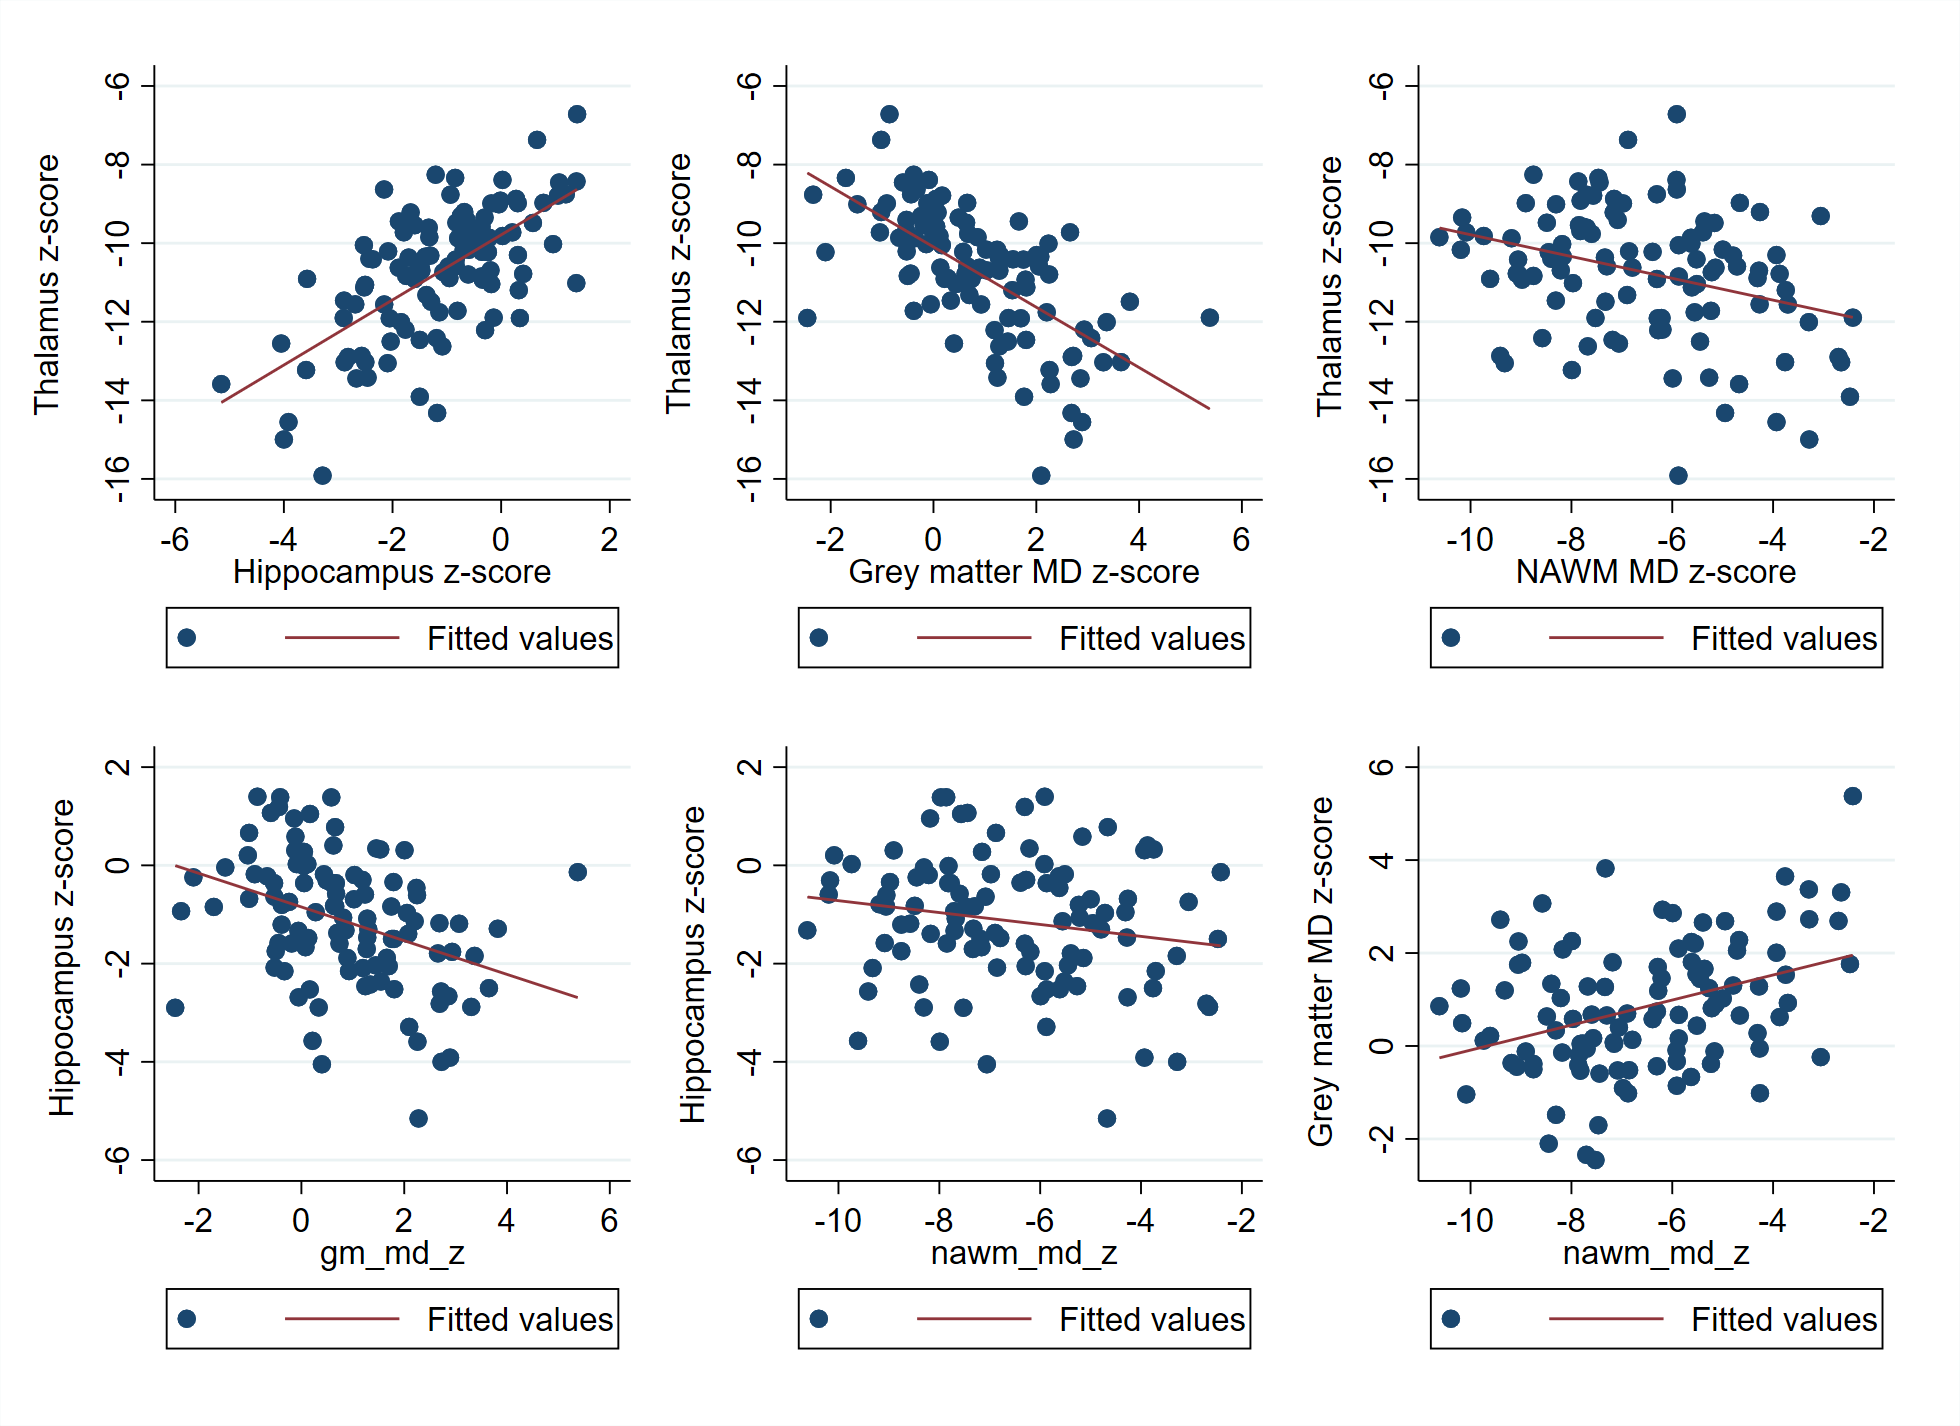 Thalamus z-score
-6
-8
-10
-12
-14
-16
-6 -4 -2 0 2
Hippocampus z-score
Fitted values
Thalamus z-score
-6
-8
-10
-12
-14
-16
-2 0 2 4 6
Grey matter MD z-score
Fitted values
Thalamus z-score
-6
-8
-10
-12
-14
-16
-10 -8 -6 -4 -2
NAWM MD z-score
Fitted values
Hippocampus z-score
2
0
-2
-4
-6
-2 0 2 4 6
gm_md_z
Fitted values
Hippocampus z-score
2
0
-2
-4
-6
-10 -8 -6 -4 -2
nawm_md_z
Fitted values
Grey matter MD z-score
6
4
2
0
-2
-10 -8 -6 -4 -2
nawm_md_z
Fitted values